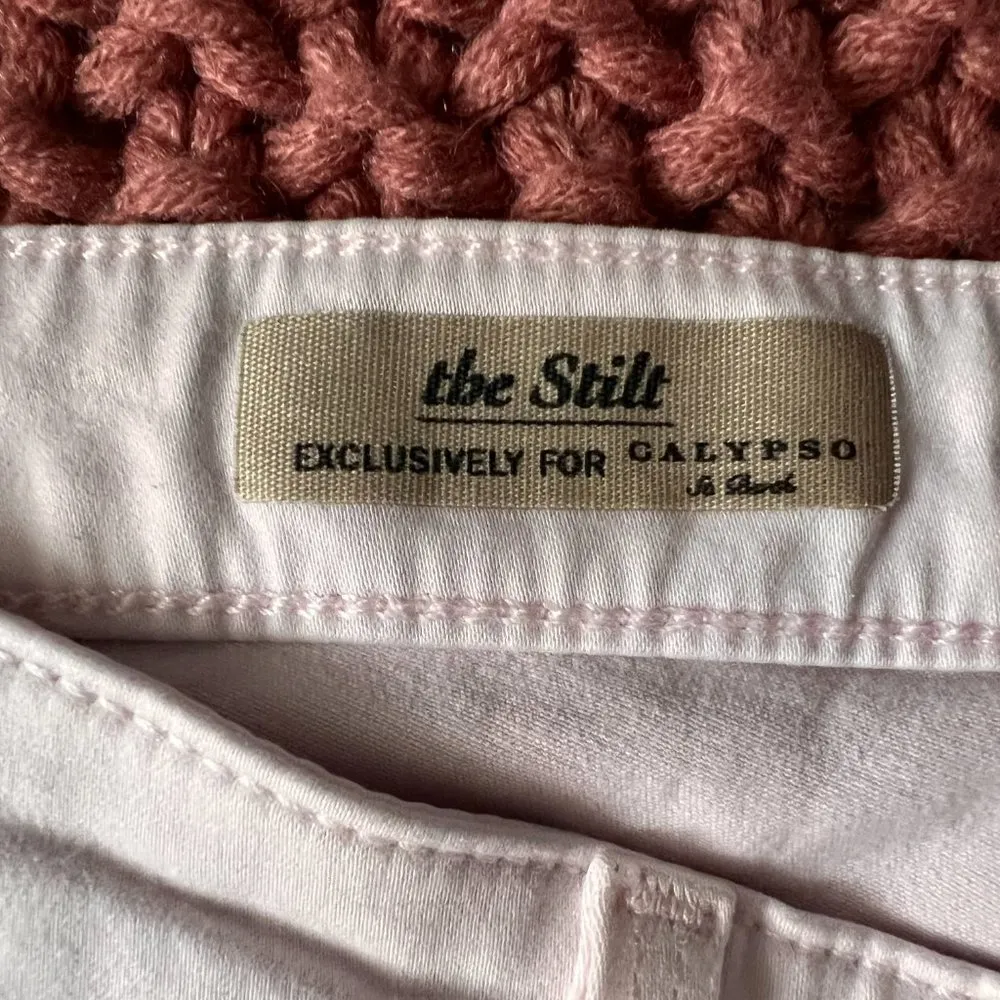 the Stilt
EXCLUSIVELY FOR CALYPSO
St. Barth